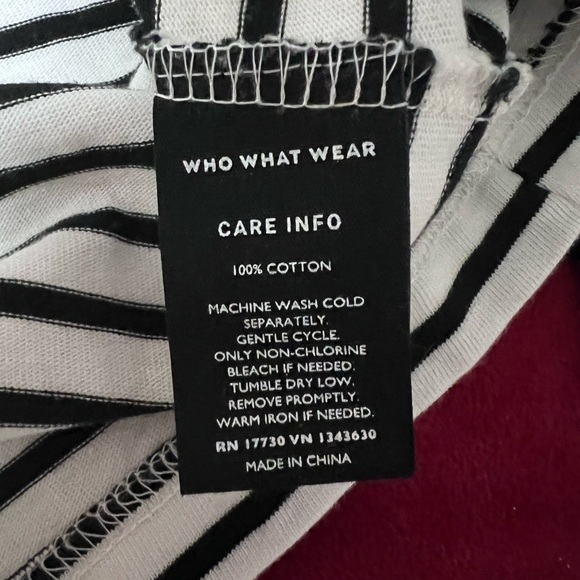 WHO WHAT WEAR
CARE INFO
100% COTTON
MACHINE WASH COLD
SEPARATELY.
GENTLE CYCLE.
ONLY NON-CHLORINE
BLEACH IF NEEDED.
TUMBLE DRY LOW,
REMOVE PROMPTLY.
WARM IRON IF NEEDED.
RN 17730 VN 1343630
MADE IN CHINA